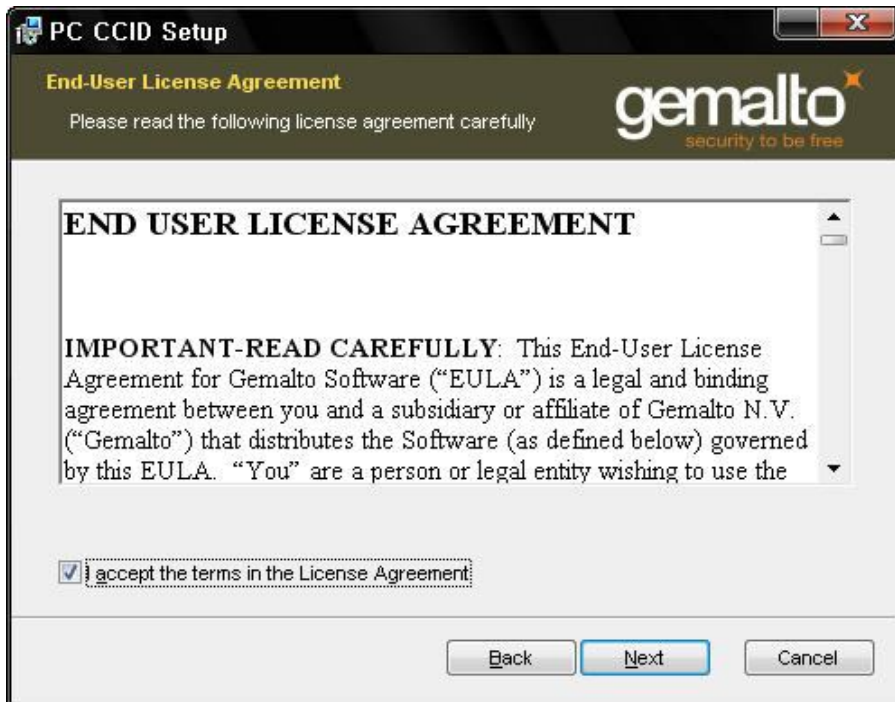 PC CCID Setup
End-User License Agreement
Please read the following license agreement carefully
gemalto
security to be free
END USER LICENSE AGREEMENT
IMPORTANT-READ CAREFULLY: This End-User License
Agreement for Gemalto Software (“EULA”) is a legal and binding
agreement between you and a subsidiary or affiliate of Gemalto N.V.
(“Gemalto”) that distributes the Software (as defined below) governed
by this EULA. “You” are a person or legal entity wishing to use the
I accept the terms in the License Agreement
Back
Next
Cancel